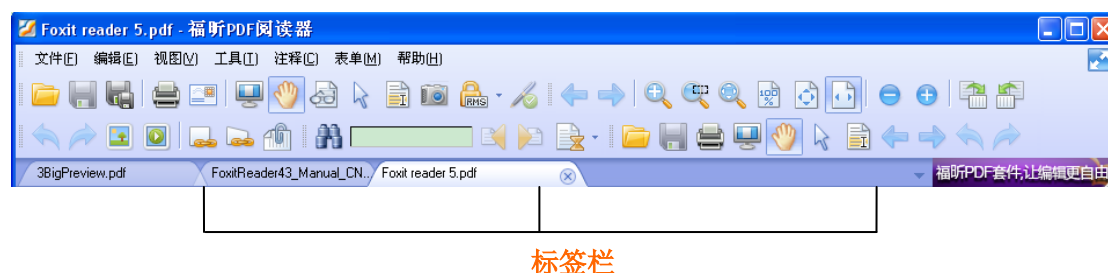 Foxit reader 5.pdf - 福昕PDF阅读器
文件(F) 编辑(E) 视图(V) 工具(T) 注释(C) 表单(M) 帮助(H)
RMS 100%
3BigPreview.pdf FoxitReader43_Manual_CN... Foxit reader 5.pdf 福昕PDF套件,让编辑更自由
标签栏